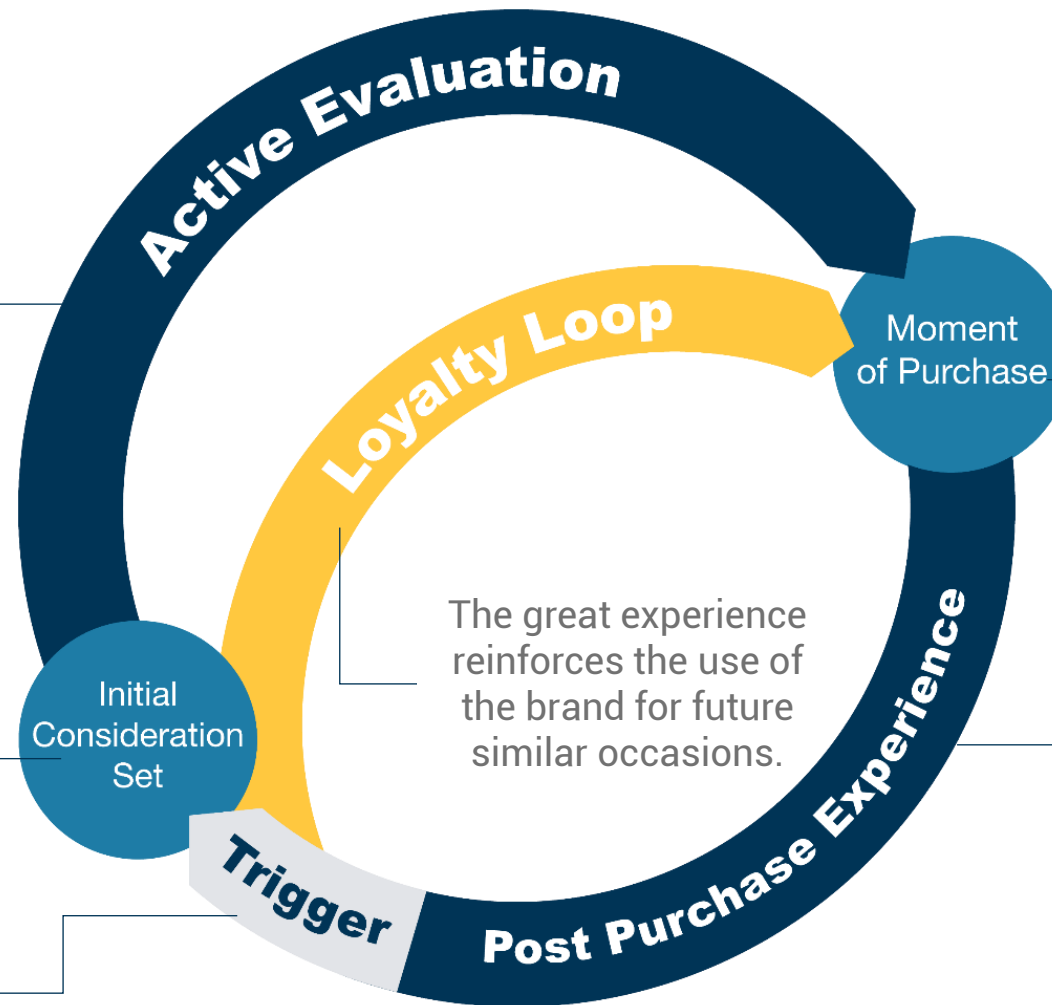 Active Evaluation
Loyalty Loop
Moment
of Purchase
The great experience
reinforces the use of
the brand for future
similar occasions.
Initial
Consideration
Set
Trigger
Post Purchase Experience